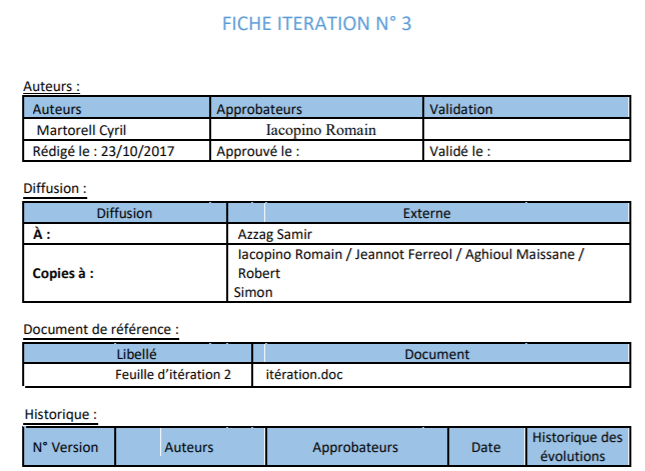 FICHE ITERATION N° 3
Auteurs :
Auteurs Approbateurs Validation
Martorell Cyril Iacopino Romain
Rédigé le : 23/10/2017 Approuvé le : Validé le :
Diffusion :
Diffusion Externe
À : Azzag Samir
Copies à : Iacopino Romain / Jeannot Ferreol / Aghioul Maissane /
Robert
Simon
Document de référence :
Libellé Document
Feuille d’itération 2 itération.doc
Historique :
N° Version Auteurs Approbateurs Date Historique des
évolutions